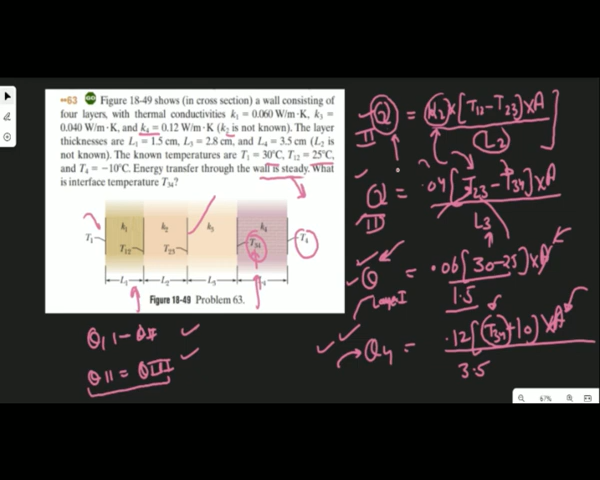 ••63 GO Figure 18-49 shows (in cross section) a wall consisting of
four layers, with thermal conductivities k₁ = 0.060 W/m·K, k₃ =
0.040 W/m·K, and k₄ = 0.12 W/m·K (k₂ is not known). The layer
thicknesses are L₁ = 1.5 cm, L₃ = 2.8 cm, and L₄ = 3.5 cm (L₂ is
not known). The known temperatures are T₁ = 30°C, T₁₂ = 25°C,
and T₄ = −10°C. Energy transfer through the wall is steady. What
is interface temperature T₃₄?
k₁ k₂ k₃ k₄
T₁ T₁₂ T₂₃ T₃₄ T₄
L₁ L₂ L₃
Figure 18-49 Problem 63.
Q II = Q III
Q II = (K2)×[T12-T23]×A
(L2)
Q III = .04[T23-T34]×A
L3
Q layer I = .06[30-25]×A
1.5
Q4 = .12[(T34)+10]×A
3.5
67%